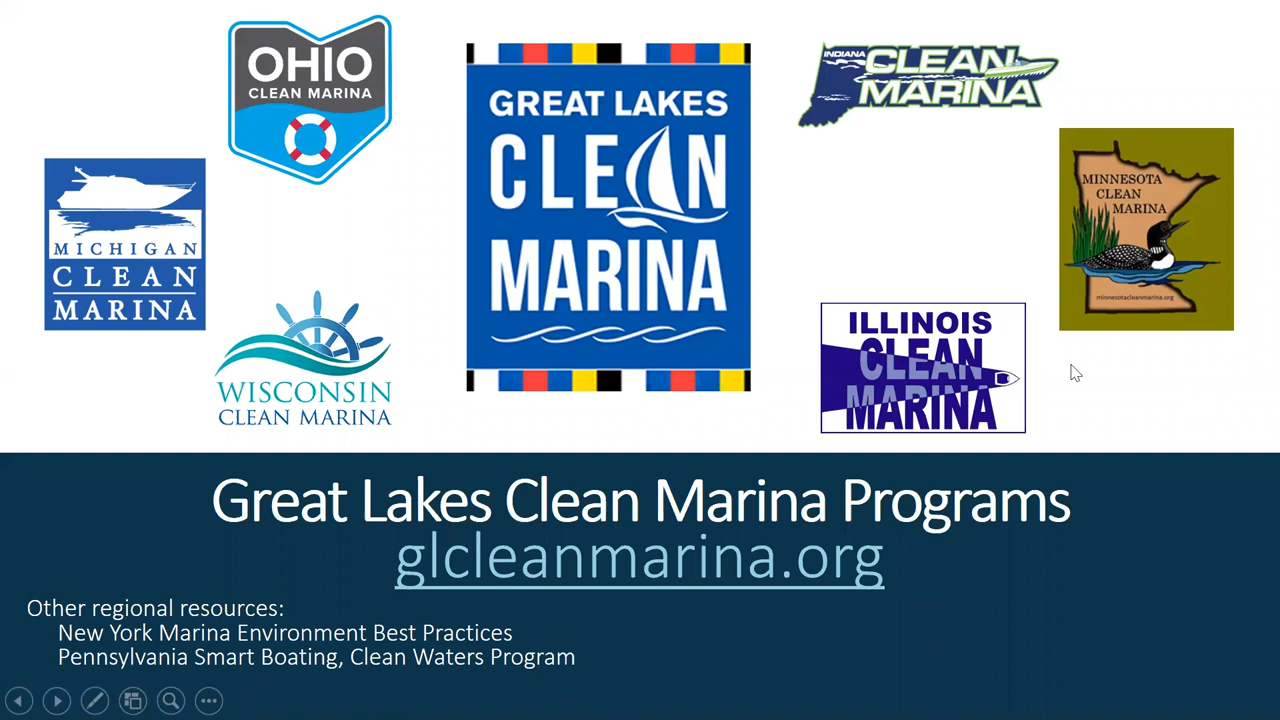 OHIO
CLEAN MARINA
GREAT LAKES
CLEAN
MARINA
INDIANA
CLEAN
MARINA
MICHIGAN
CLEAN
MARINA
MINNESOTA
CLEAN
MARINA
minnesotacleanmarina.org
WISCONSIN
CLEAN MARINA
ILLINOIS
CLEAN
MARINA
Great Lakes Clean Marina Programs
glcleanmarina.org
Other regional resources:
New York Marina Environment Best Practices
Pennsylvania Smart Boating, Clean Waters Program